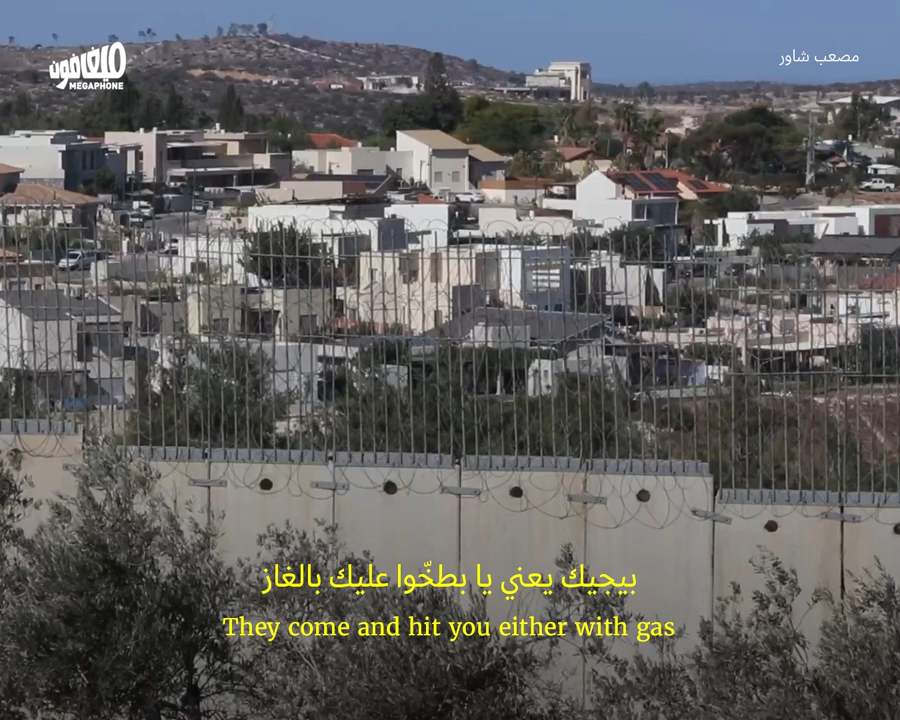 ميغافون
MEGAPHONE
مصعب شاور
بيجيك يعني يا بطخّوا عليك بالغاز
They come and hit you either with gas